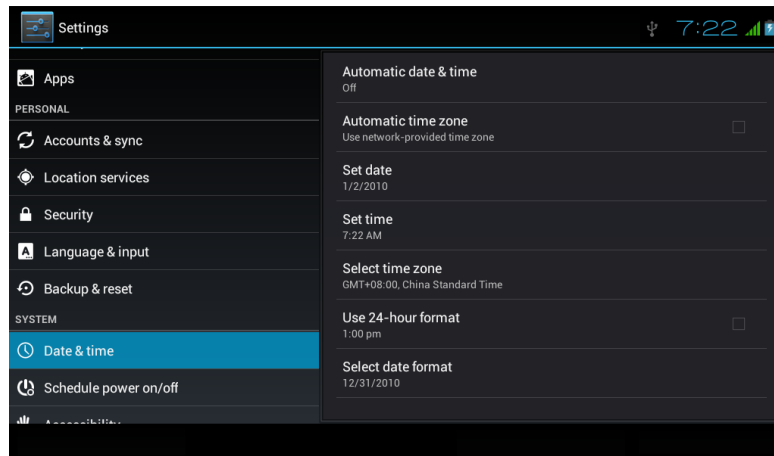 Settings
7:22
Apps
PERSONAL
Accounts & sync
Location services
Security
Language & input
Backup & reset
SYSTEM
Date & time
Schedule power on/off
Automatic date & time
Off
Automatic time zone
Use network-provided time zone
Set date
1/2/2010
Set time
7:22 AM
Select time zone
GMT+08:00, China Standard Time
Use 24-hour format
1:00 pm
Select date format
12/31/2010